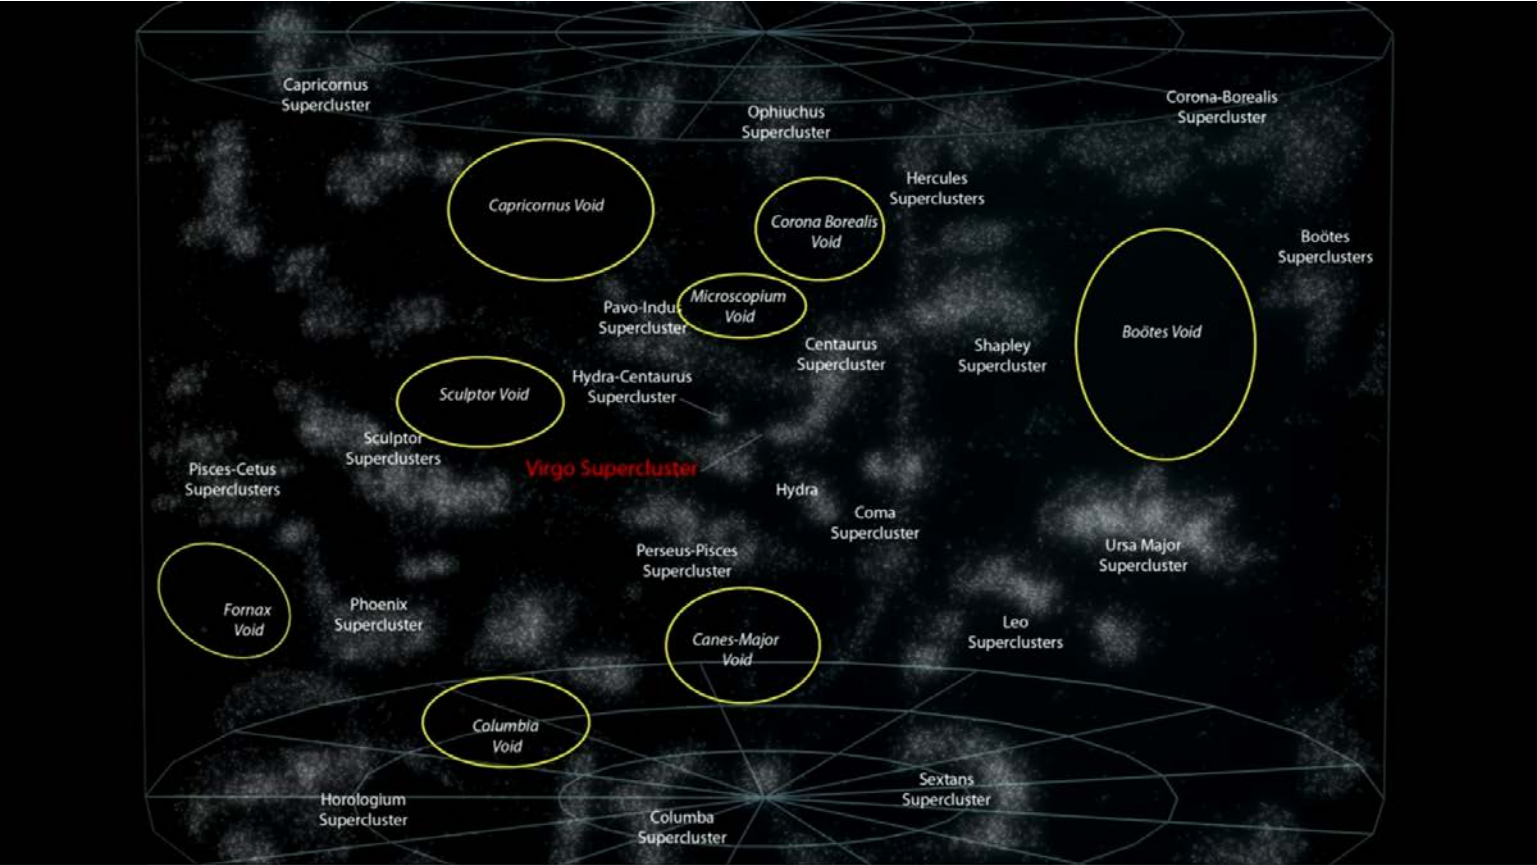 Capricornus
Supercluster
Ophiuchus
Supercluster
Corona-Borealis
Supercluster
Hercules
Superclusters
Capricornus Void
Corona Borealis
Void
Boötes
Superclusters
Pavo-Indus
Supercluster
Microscopium
Void
Centaurus
Supercluster
Shapley
Supercluster
Boötes Void
Sculptor Void
Hydra-Centaurus
Supercluster
Sculptor
Superclusters
Pisces-Cetus
Superclusters
Virgo Supercluster
Hydra
Coma
Supercluster
Perseus-Pisces
Supercluster
Ursa Major
Supercluster
Fornax
Void
Phoenix
Supercluster
Canes-Major
Void
Leo
Superclusters
Columbia
Void
Horologium
Supercluster
Columba
Supercluster
Sextans
Supercluster